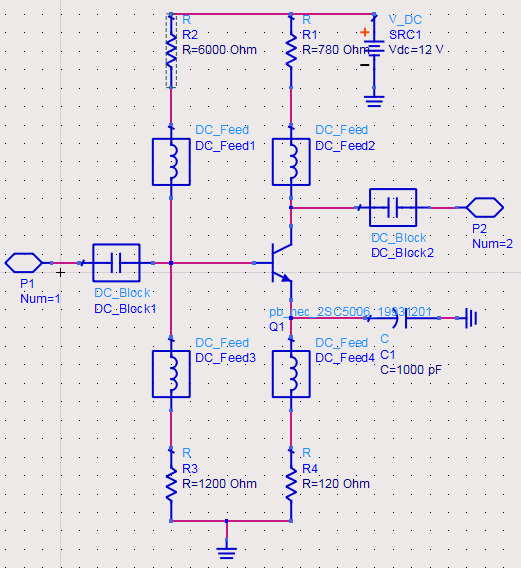 R
R2
R=6000 Ohm
R
R1
R=780 Ohm
V_DC
SRC1
Vdc=12 V
+
DC_Feed
DC_Feed1
DC_Feed
DC_Feed2
DC_Block
DC_Block2
P2
Num=2
P1
Num=1
DC_Block
DC_Block1
pb_nec_2SC5006_19931201
Q1
C
C1
C=1000 pF
DC_Feed
DC_Feed3
DC_Feed
DC_Feed4
R
R3
R=1200 Ohm
R
R4
R=120 Ohm